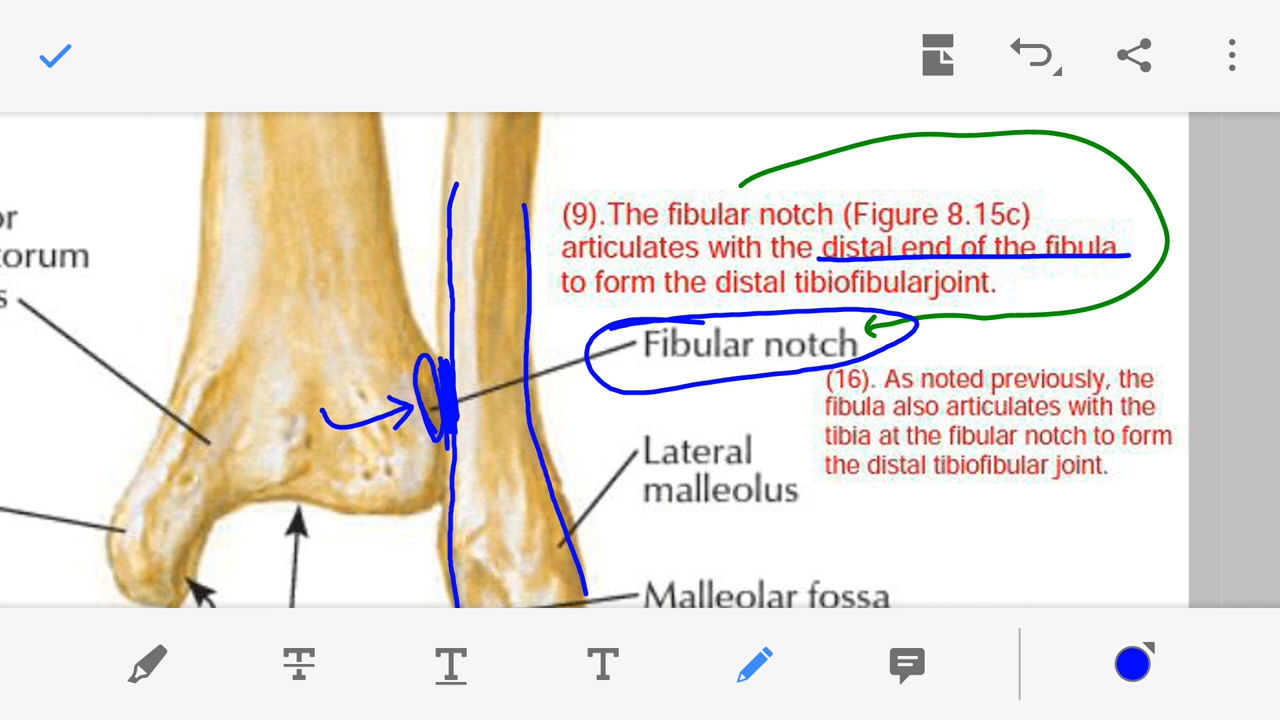 or
torum
s
(9).The fibular notch (Figure 8.15c)
articulates with the distal end of the fibula
to form the distal tibiofibularjoint.
Fibular notch
(16). As noted previously, the
fibula also articulates with the
tibia at the fibular notch to form
the distal tibiofibular joint.
Lateral
malleolus
Malleolar fossa
T
T
T